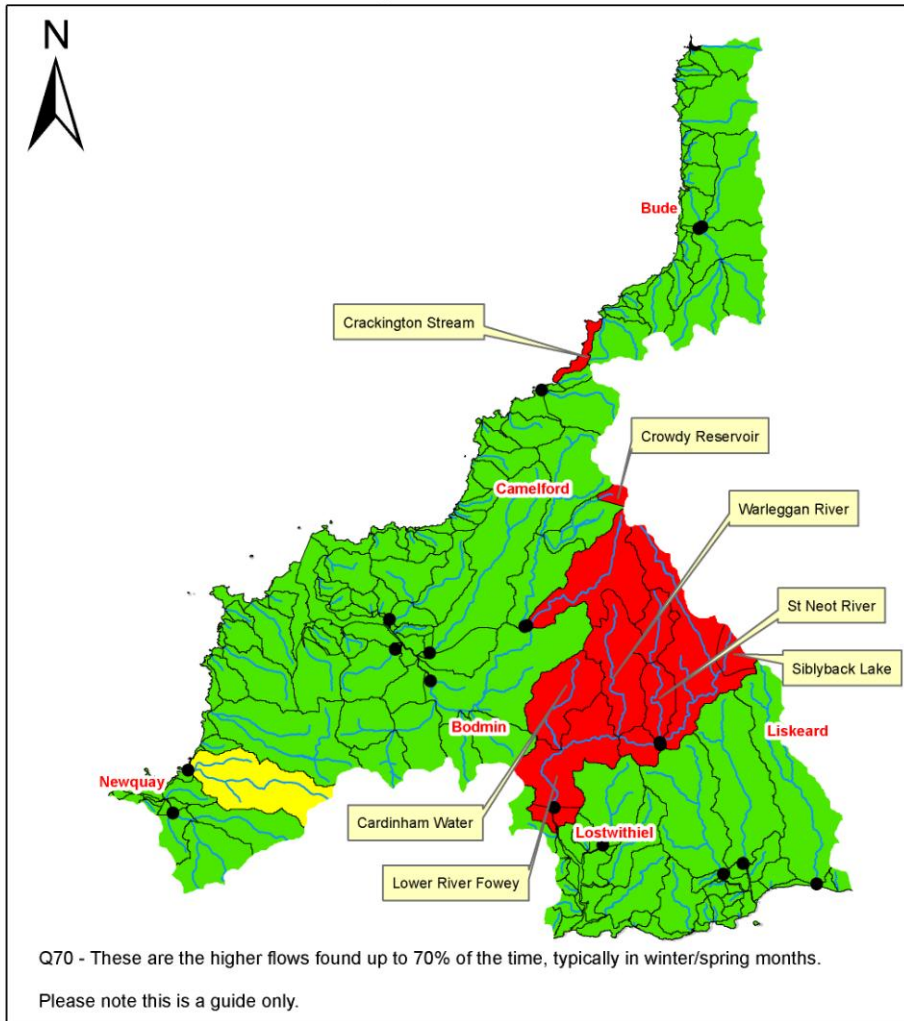 N
Bude
Crackington Stream
Crowdy Reservoir
Camelford
Warleggan River
St Neot River
Siblyback Lake
Bodmin
Liskeard
Newquay
Cardinham Water
Lostwithiel
Lower River Fowey
Q70 - These are the higher flows found up to 70% of the time, typically in winter/spring months.
Please note this is a guide only.